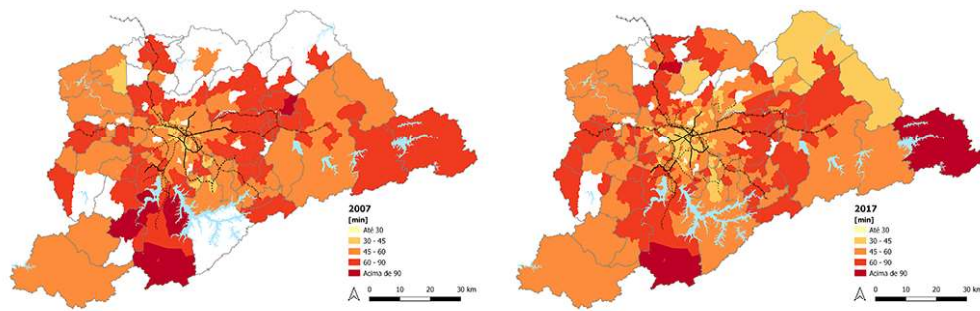 2007
[min]
Até 30
30 - 45
45 - 60
60 - 90
Acima de 90
0 10 20 30 km
2017
[min]
Até 30
30 - 45
45 - 60
60 - 90
Acima de 90
0 10 20 30 km